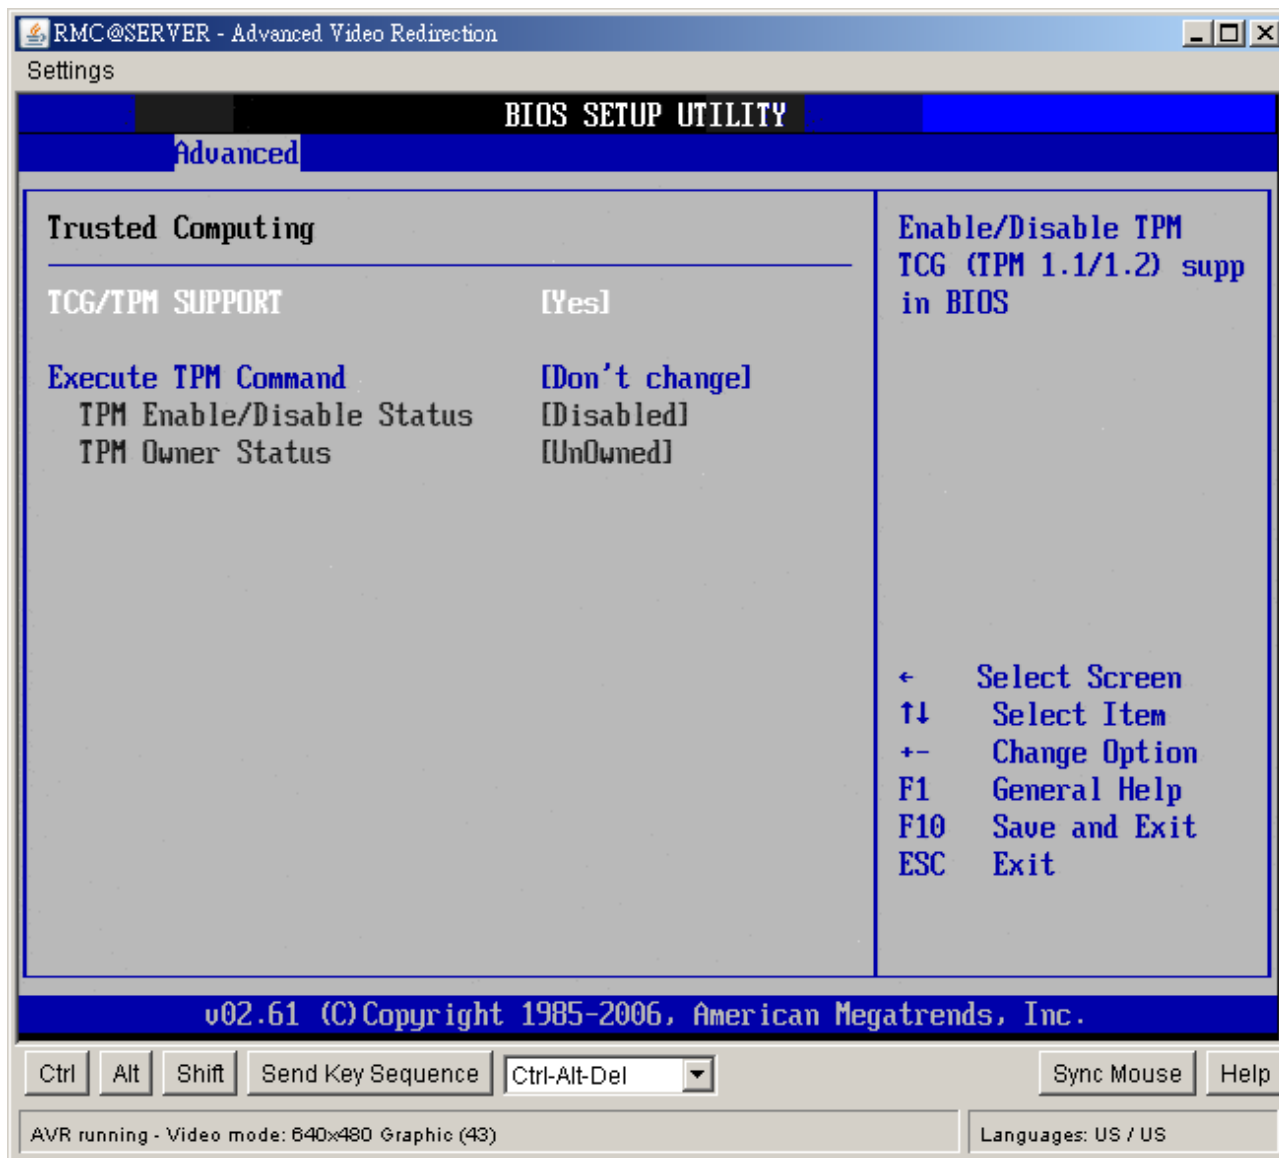 RMC@SERVER - Advanced Video Redirection
Settings
BIOS SETUP UTILITY
Advanced
Trusted Computing
TCG/TPM SUPPORT [Yes]
Execute TPM Command [Don't change]
TPM Enable/Disable Status [Disabled]
TPM Owner Status [UnOwned]
Enable/Disable TPM
TCG (TPM 1.1/1.2) supp
in BIOS
← Select Screen
↑↓ Select Item
+- Change Option
F1 General Help
F10 Save and Exit
ESC Exit
v02.61 (C)Copyright 1985-2006, American Megatrends, Inc.
Ctrl Alt Shift Send Key Sequence Ctrl-Alt-Del Sync Mouse Help
AVR running - Video mode: 640x480 Graphic (43) Languages: US / US